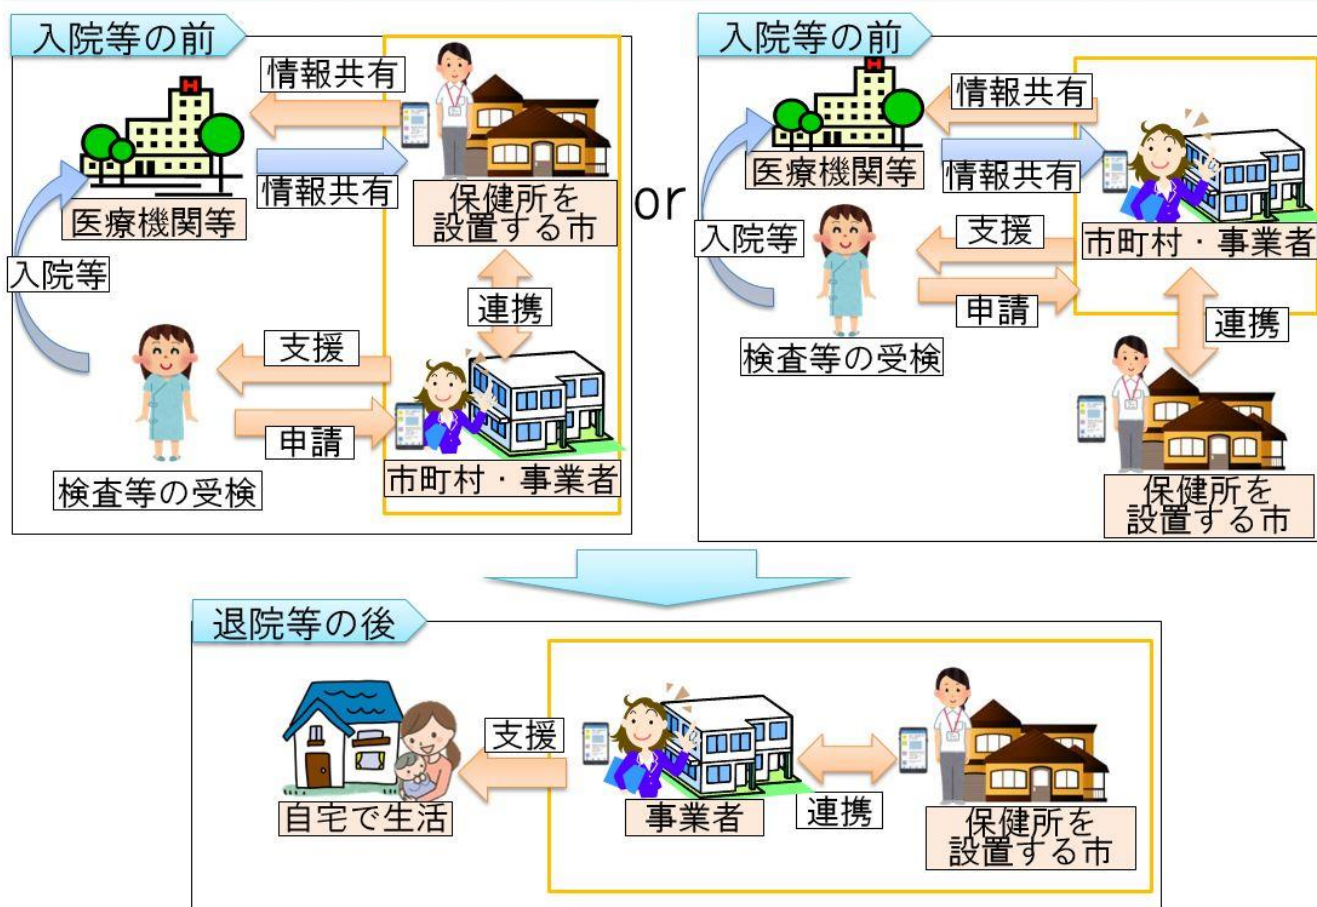 入院等の前
情報共有
情報共有
医療機関等
保健所を
設置する市
入院等
連携
支援
申請
検査等の受検
市町村・事業者
or
入院等の前
情報共有
情報共有
医療機関等
市町村・事業者
入院等
支援
申請
連携
検査等の受検
保健所を
設置する市
退院等の後
支援
自宅で生活
事業者
連携
保健所を
設置する市